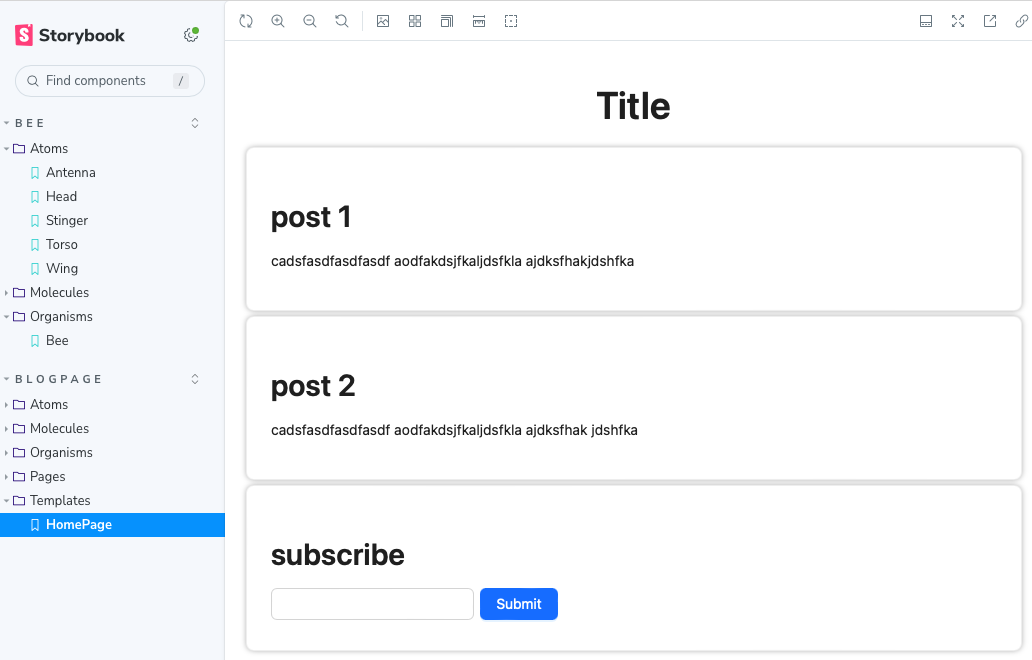 Storybook
Find components /
BEE
Atoms
Antenna
Head
Stinger
Torso
Wing
Molecules
Organisms
Bee
BLOGPAGE
Atoms
Molecules
Organisms
Pages
Templates
HomePage
Title
post 1
cadsfasdfasdfasdf aodfakdsjfkaljdsfkla ajdksfhakjdshfka
post 2
cadsfasdfasdfasdf aodfakdsjfkaljdsfkla ajdksfhak jdshfka
subscribe
Submit